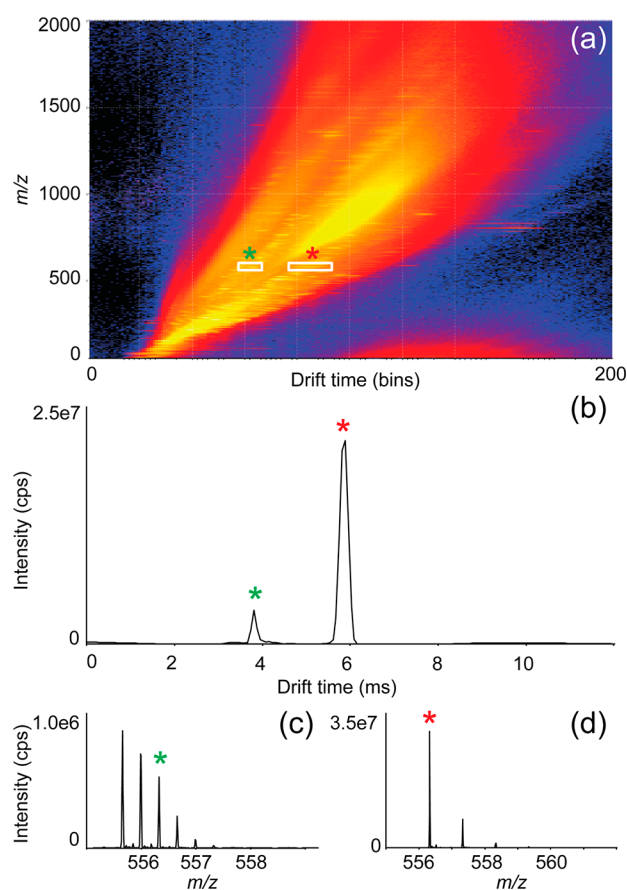 2000
(a)
1500
m/z
1000
*
*
500
0
0
Drift time (bins)
200
(b)
2.5e7
*
Intensity (cps)
*
0
0
2
4
6
8
10
Drift time (ms)
1.0e6
(c)
3.5e7
*
(d)
*
Intensity (cps)
0
0
556
557
558
556
558
560
m/z
m/z